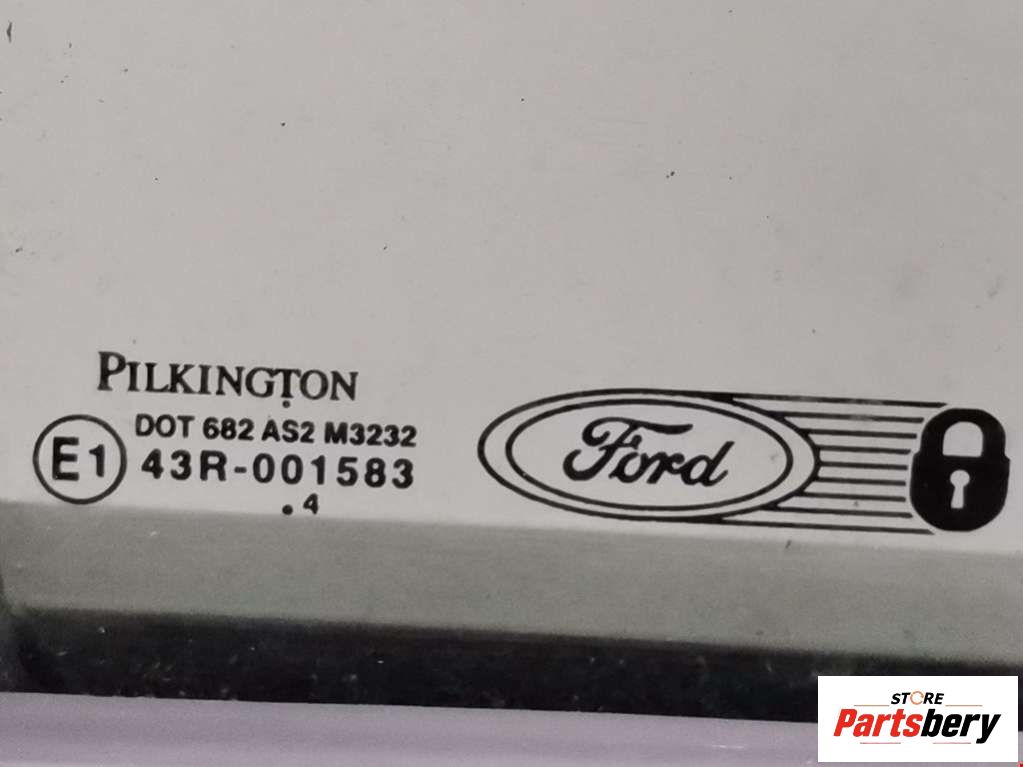 PILKINGTON
DOT 682 AS2 M3232
E1 43R-001583
.4
Ford
STORE
Partsbery